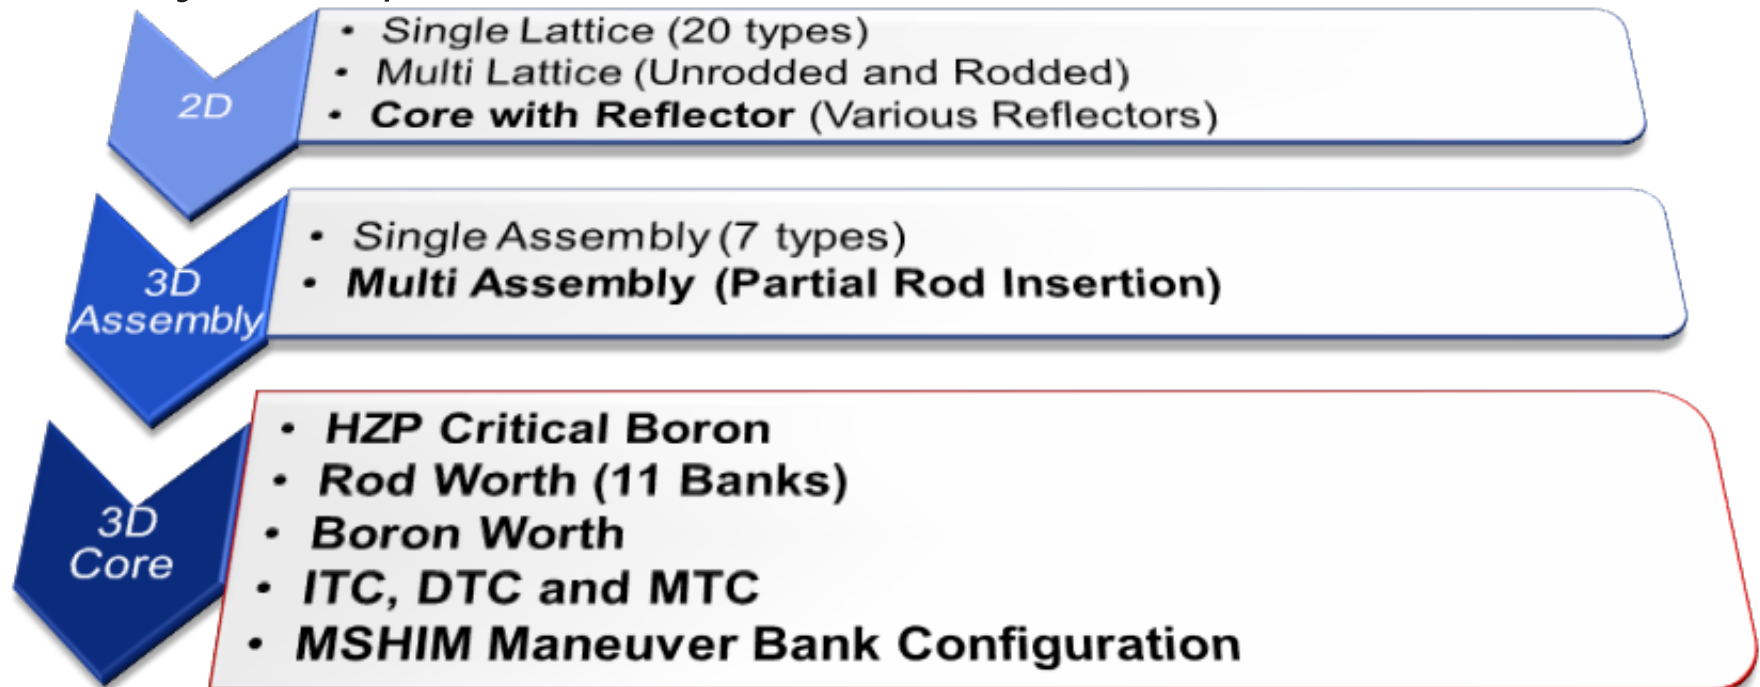 2D
• Single Lattice (20 types)
• Multi Lattice (Unrodded and Rodded)
• Core with Reflector (Various Reflectors)
3D
Assembly
• Single Assembly (7 types)
• Multi Assembly (Partial Rod Insertion)
3D
Core
• HZP Critical Boron
• Rod Worth (11 Banks)
• Boron Worth
• ITC, DTC and MTC
• MSHIM Maneuver Bank Configuration